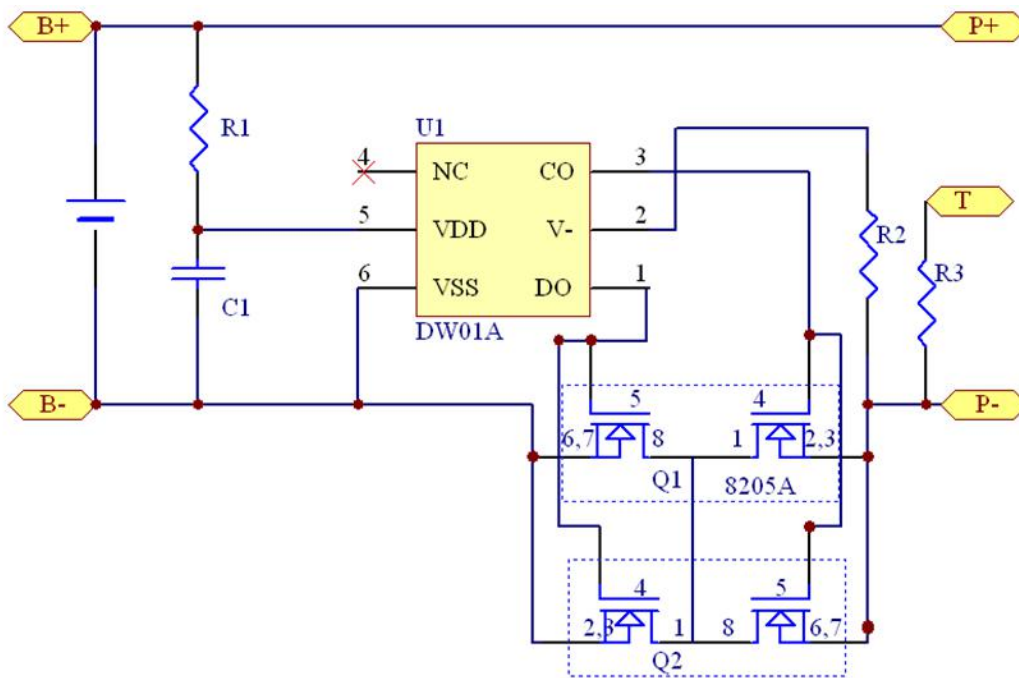 B+
P+
R1
U1
4
NC
CO
3
T
5
VDD
V-
2
R2
R3
6
VSS
DO
1
C1
DW01A
B-
P-
5
4
6,7
8
1
2,3
Q1
8205A
4
5
2,3
1
8
6,7
Q2